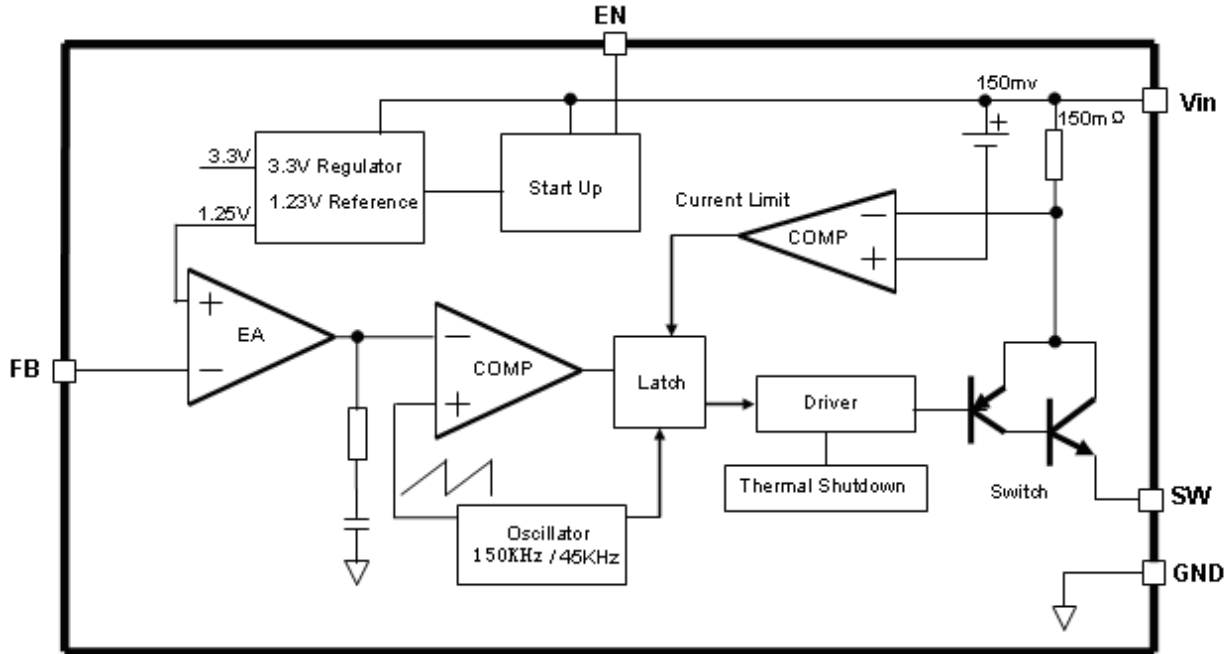 EN
150mv
Vin
150mΩ
3.3V
3.3V Regulator
1.23V Reference
Start Up
1.25V
Current Limit
−
COMP
+
+
+
EA
−
FB
−
COMP
+
Latch
Driver
Thermal Shutdown
Switch
SW
Oscillator
150KHz / 45KHz
GND